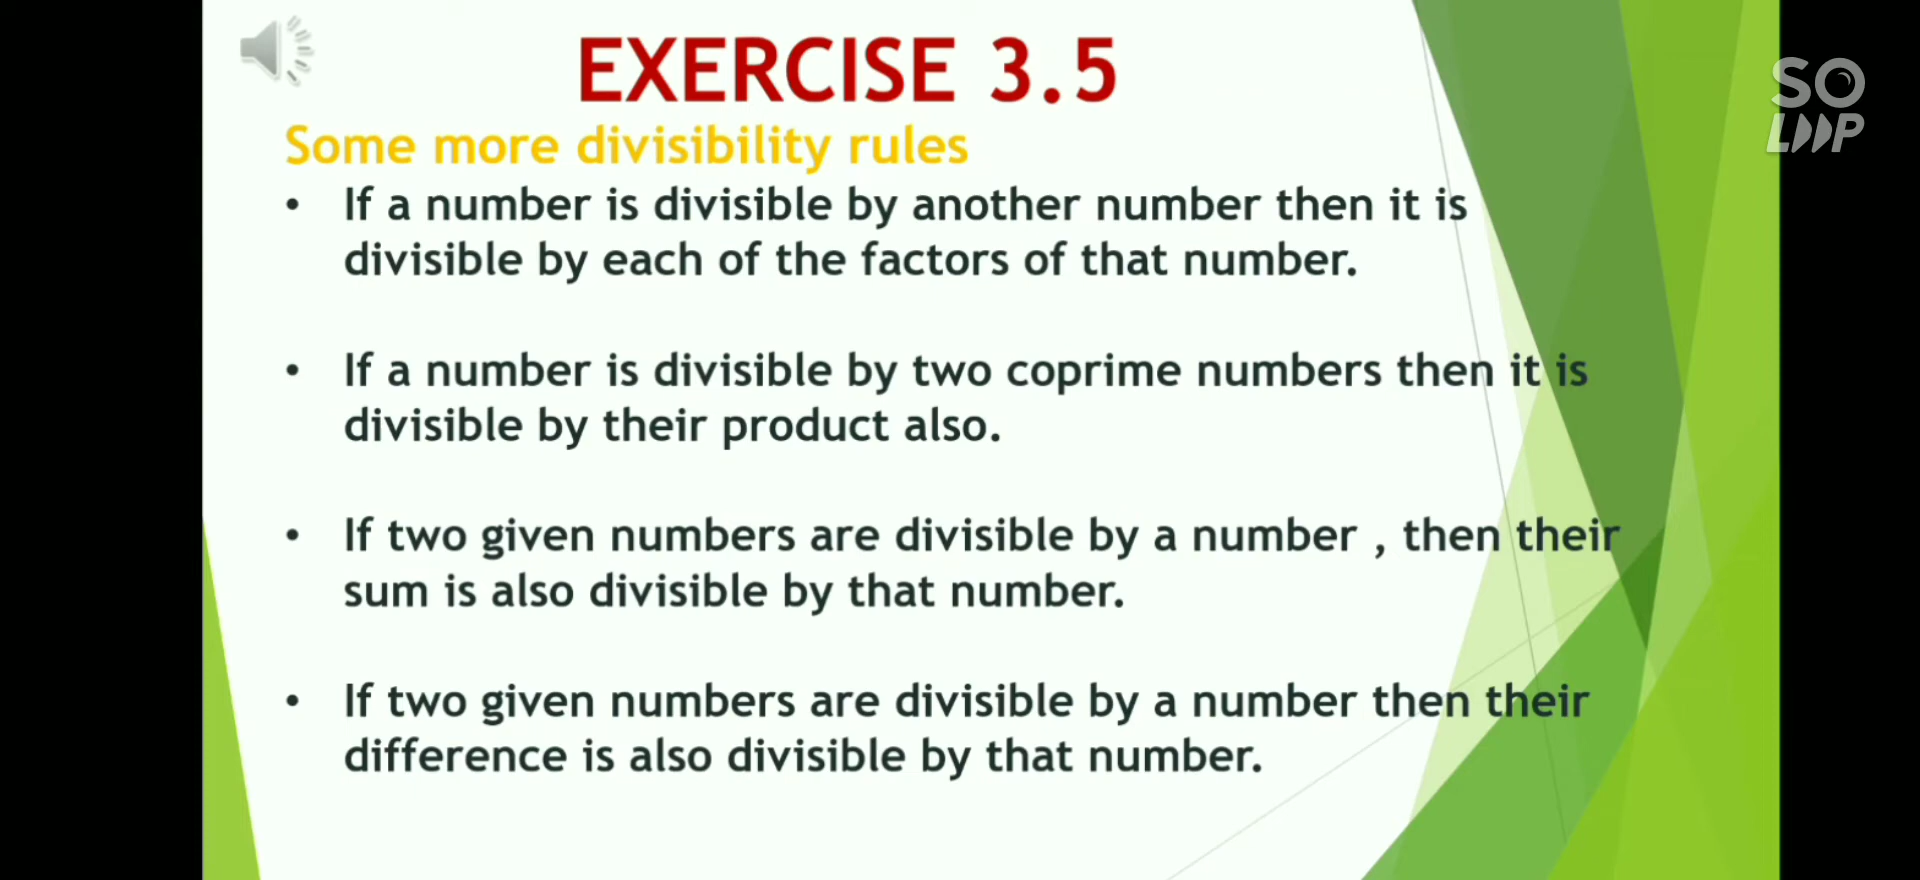 EXERCISE 3.5
SO
LOOP
Some more divisibility rules
• If a number is divisible by another number then it is
divisible by each of the factors of that number.
• If a number is divisible by two coprime numbers then it is
divisible by their product also.
• If two given numbers are divisible by a number , then their
sum is also divisible by that number.
• If two given numbers are divisible by a number then their
difference is also divisible by that number.